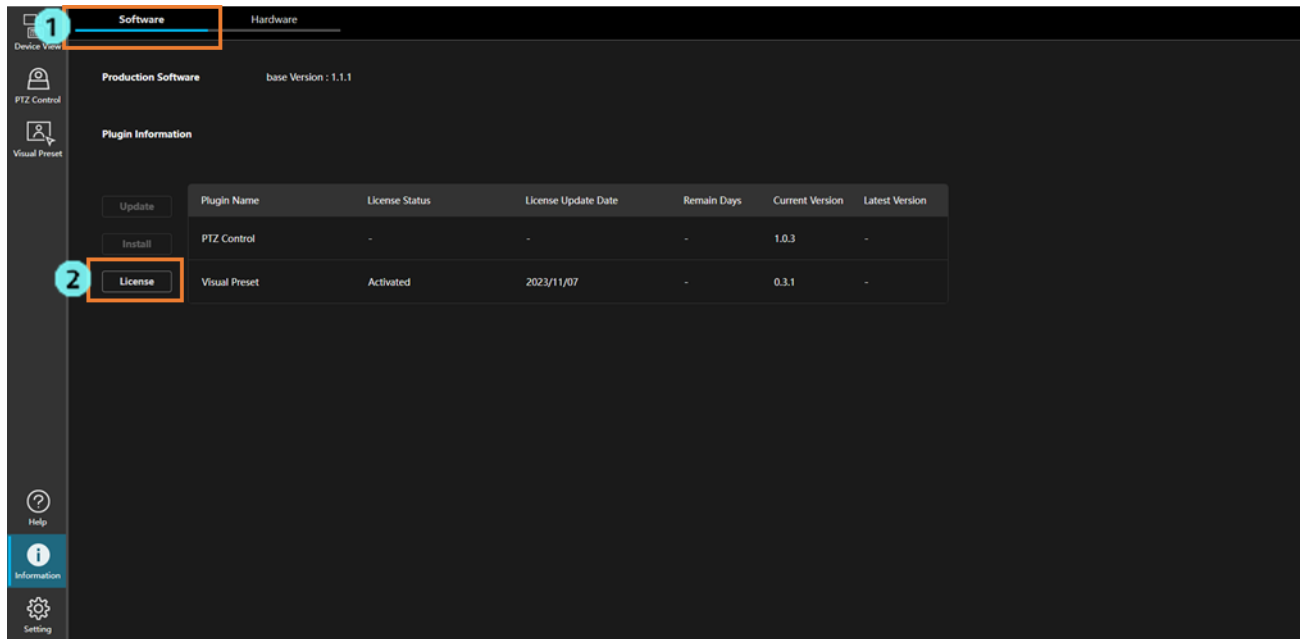 1
Software Hardware
Device View
Production Software base Version : 1.1.1
PTZ Control
Plugin Information
Visual Preset
Update
Plugin Name License Status License Update Date Remain Days Current Version Latest Version
Install
PTZ Control - - - 1.0.3 -
2
License
Visual Preset Activated 2023/11/07 - 0.3.1 -
Help
Information
Setting